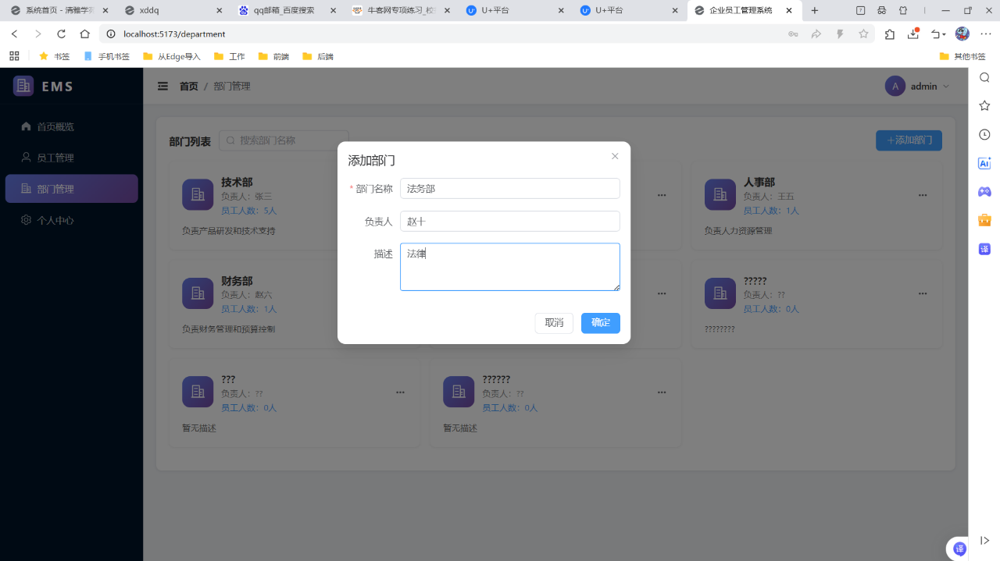 系统首页 - 清雅学苑
xddq
qq邮箱_百度搜索
牛客网专项练习_校
U+平台
U+平台
企业员工管理系统
localhost:5173/department
书签
手机书签
从Edge导入
工作
前端
后端
其他书签
EMS
首页 / 部门管理
A
admin
首页概览
员工管理
部门管理
个人中心
部门列表
搜索部门名称
+添加部门
技术部
负责人：张三
员工人数：5人
负责产品研发和技术支持
人事部
负责人：王五
员工人数：1人
负责人力资源管理
添加部门
* 部门名称
法务部
负责人
赵十
描述
法律
取消
确定
财务部
负责人：赵六
员工人数：1人
负责财务管理和预算控制
?????
负责人：??
员工人数：0人
????????
???
负责人：??
员工人数：0人
暂无描述
??????
负责人：??
员工人数：0人
暂无描述
Ai
译
译